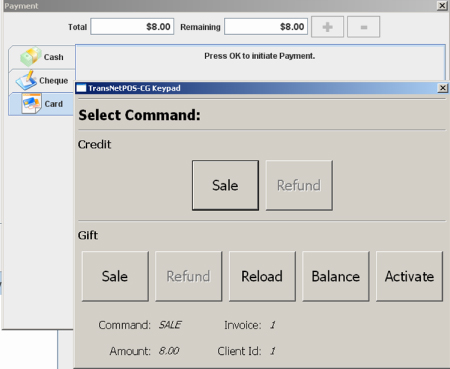 Payment
Total $8.00 Remaining $8.00 + -
Cash
Press OK to initiate Payment.
Cheque
Card
TransNetPOS-CG Keypad
Select Command:
Credit
Sale Refund
Gift
Sale Refund Reload Balance Activate
Command: SALE Invoice: 1
Amount: 8.00 Client Id: 1